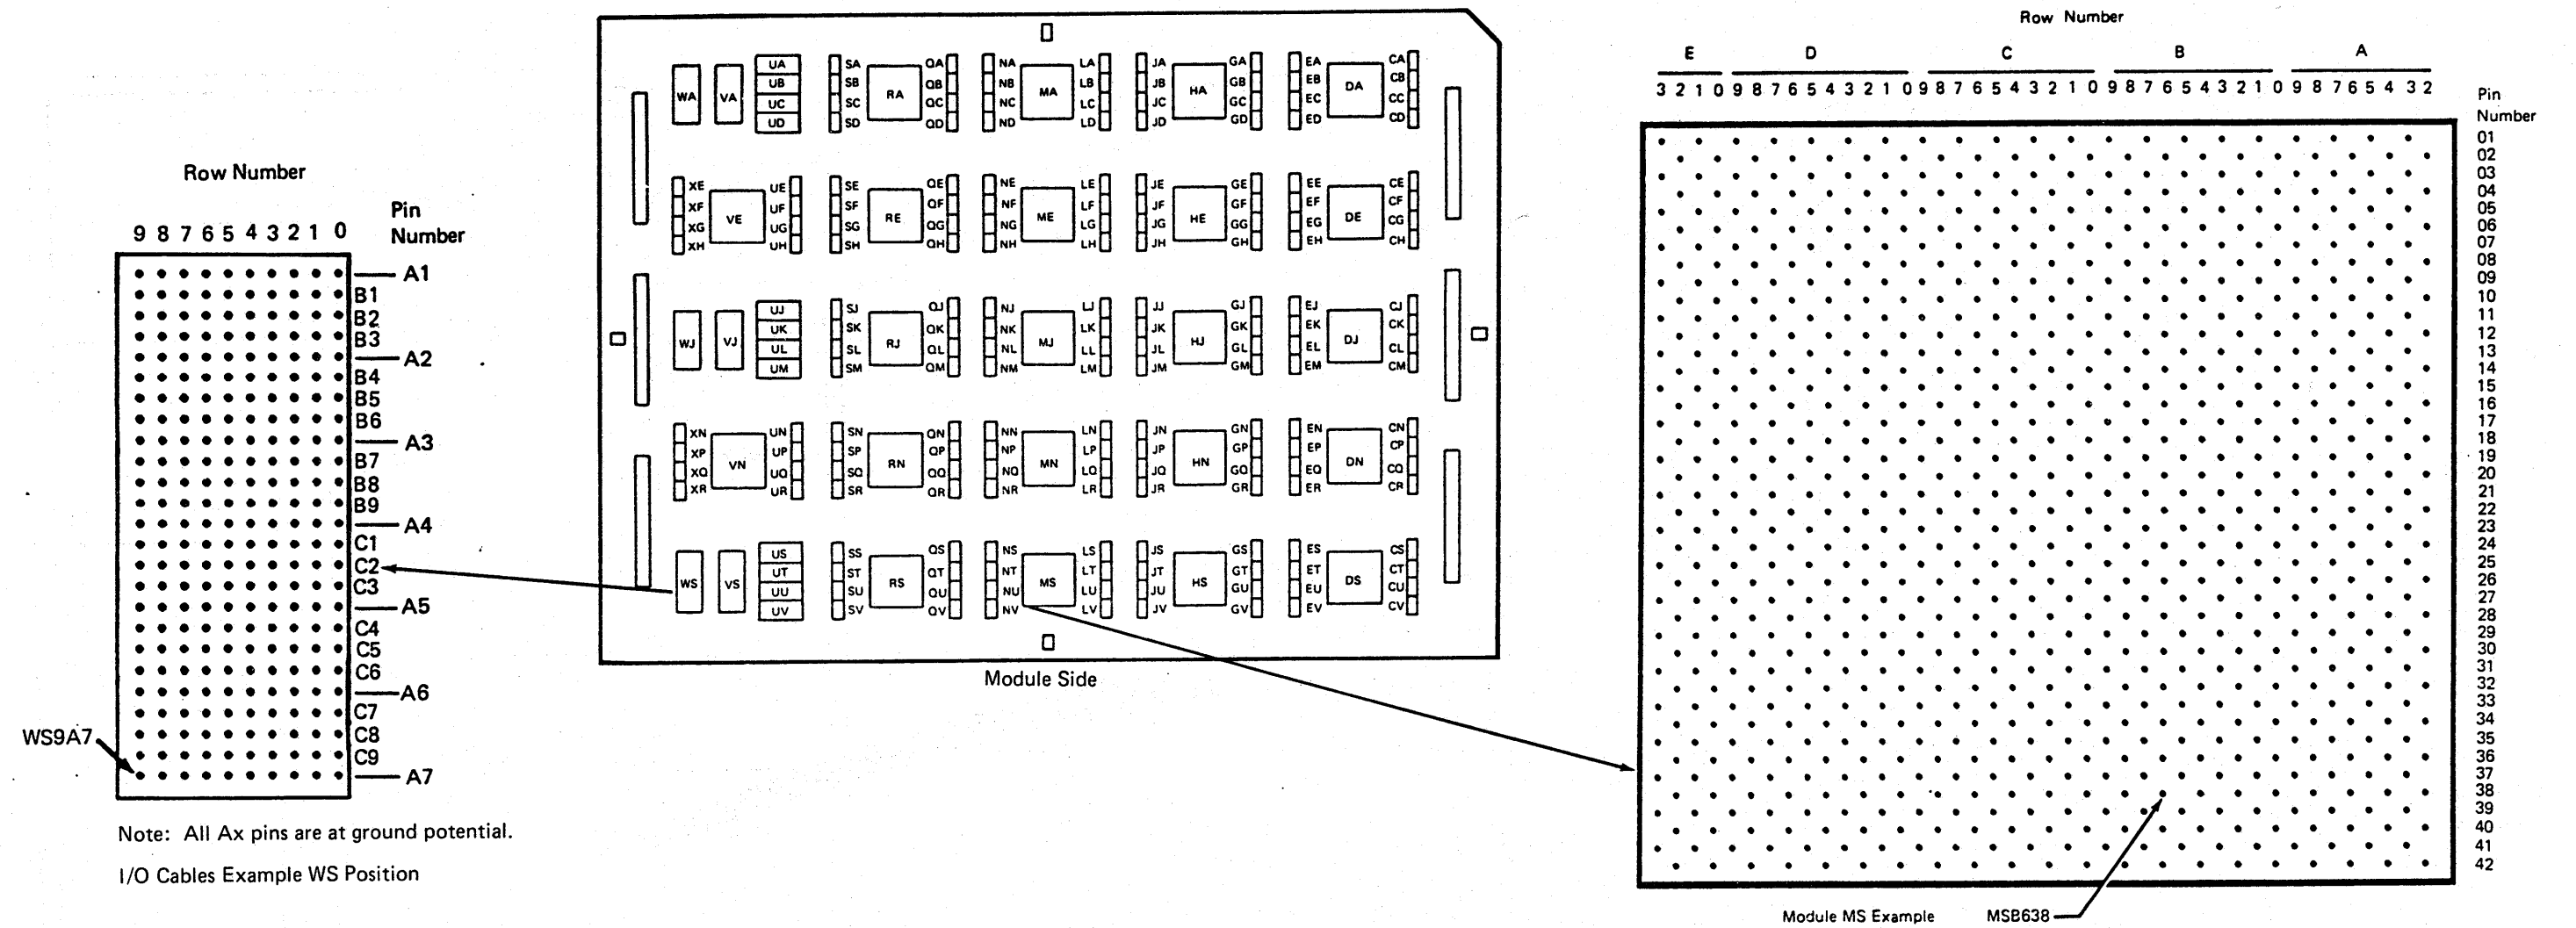 Row Number
9 8 7 6 5 4 3 2 1 0
Pin
Number
A1
B1
B2
B3
A2
B4
B5
B6
A3
B7
B8
B9
A4
C1
C2
C3
A5
C4
C5
C6
A6
C7
C8
C9
A7
WS9A7
Note: All Ax pins are at ground potential.
I/O Cables Example WS Position
WA VA UA SA RA QA NA MA LA JA HA GA EA DA CA
UB SB QB NB LB JB GB EB CB
UC SC QC NC LC JC GC EC CC
UD SD QD ND LD JD GD ED CD
XE VE UE SE RE QE NE ME LE JE HE GE EE DE CE
XF UF SF QF NF LF JF GF EF CF
XG UG SG QG NG LG JG GG EG CG
XH UH SH QH NH LH JH GH EH CH
WJ VJ UJ SJ RJ QJ NJ MJ LJ JJ HJ GJ EJ DJ CJ
UK SK QK NK LK JK GK EK CK
UL SL QL NL LL JL GL EL CL
UM SM QM NM LM JM GM EM CM
XN VN UN SN RN QN NN MN LN JN HN GN EN DN CN
XP UP SP QP NP LP JP GP EP CP
XQ UQ SQ QQ NQ LQ JQ GQ EQ CQ
XR UR SR QR NR LR JR GR ER CR
WS VS US SS RS QS NS MS LS JS HS GS ES DS CS
UT ST QT NT LT JT GT ET CT
UU SU QU NU LU JU GU EU CU
UV SV QV NV LV JV GV EV CV
Module Side
Row Number
E D C B A
3 2 1 0 9 8 7 6 5 4 3 2 1 0 9 8 7 6 5 4 3 2 1 0 9 8 7 6 5 4 3 2 1 0 9 8 7 6 5 4 3 2
Pin
Number
01
02
03
04
05
06
07
08
09
10
11
12
13
14
15
16
17
18
19
20
21
22
23
24
25
26
27
28
29
30
31
32
33
34
35
36
37
38
39
40
41
42
Module MS Example MSB638